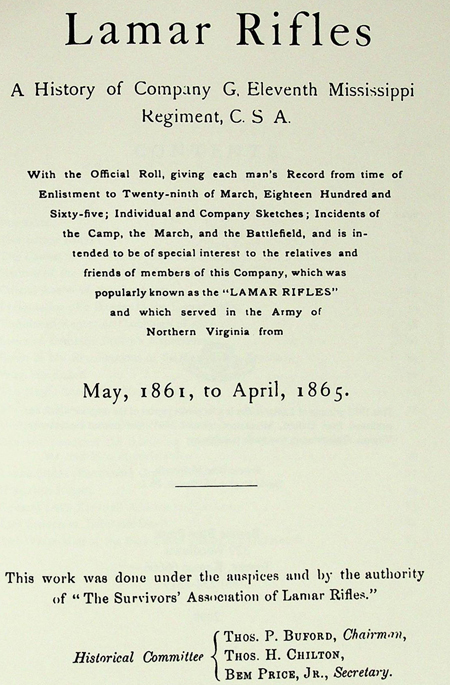 Lamar Rifles
A History of Company G, Eleventh Mississippi
Regiment, C. S A.
With the Official Roll, giving each man's Record from time of
Enlistment to Twenty-ninth of March, Eighteen Hundred and
Sixty-five; Individual and Company Sketches; Incidents of
the Camp, the March, and the Battlefield, and is in-
tended to be of special interest to the relatives and
friends of members of this Company, which was
popularly known as the "LAMAR RIFLES"
and which served in the Army of
Northern Virginia from
May, 1861, to April, 1865.
This work was done under the auspices and by the authority
of "The Survivors' Association of Lamar Rifles."
Historical Committee { THOS. P. BUFORD, Chairman,
THOS. H. CHILTON,
BEM PRICE, JR., Secretary.